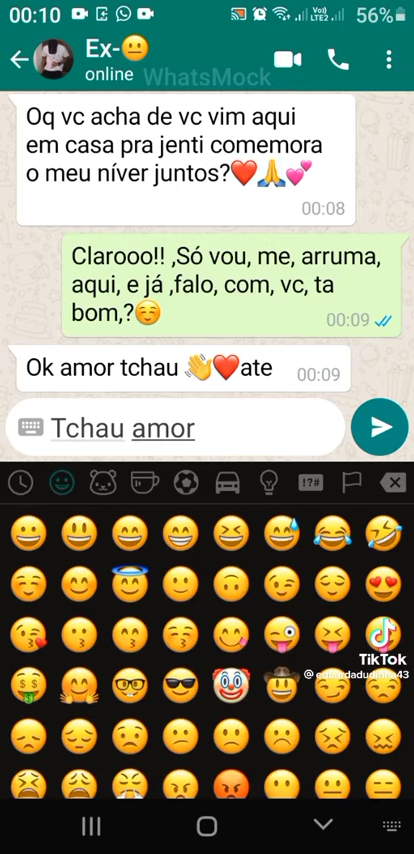 00:10 Vo)) LTE2 56%
Ex-😐
online WhatsMock
Oq vc acha de vc vim aqui
em casa pra jenti comemora
o meu níver juntos?❤️🙏💕
00:08
Clarooo!! ,Só vou, me, arruma,
aqui, e já ,falo, com, vc, ta
bom,?☺️
00:09
Ok amor tchau 👋❤️ate 00:09
Tchau amor
!?#
TikTok